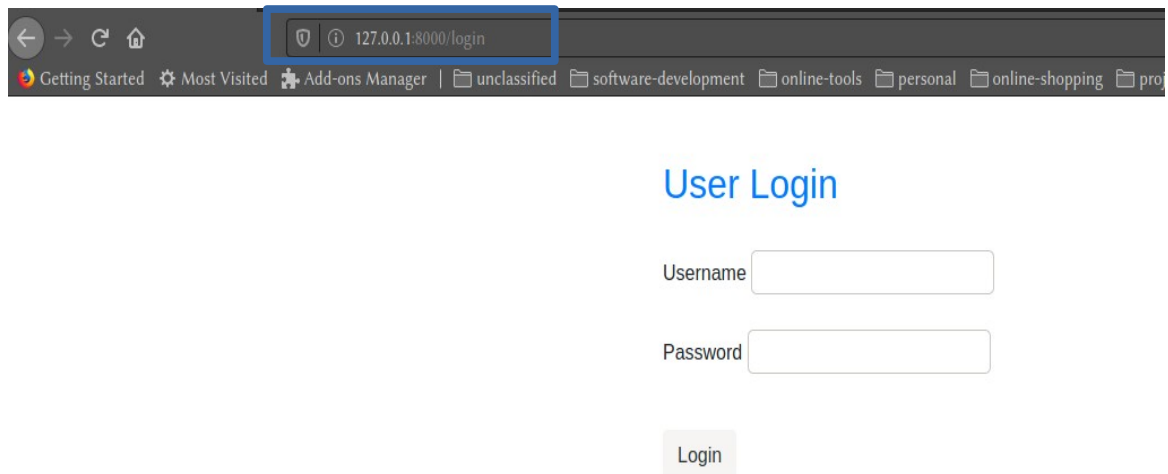 127.0.0.1:8000/login
Getting Started Most Visited Add-ons Manager | unclassified software-development online-tools personal online-shopping proj
User Login
Username
Password
Login